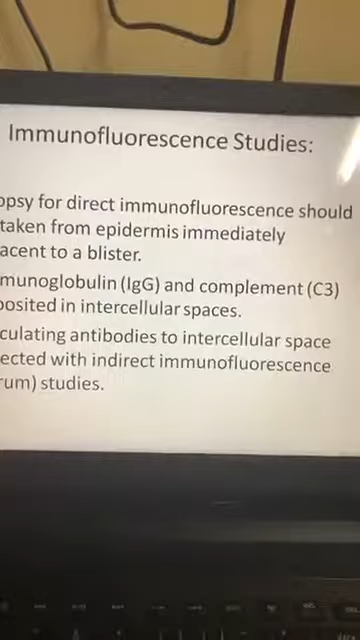 Immunofluorescence Studies:
opsy for direct immunofluorescence should
taken from epidermis immediately
acent to a blister.
munoglobulin (IgG) and complement (C3)
posited in intercellular spaces.
culating antibodies to intercellular space
ected with indirect immunofluorescence
rum) studies.